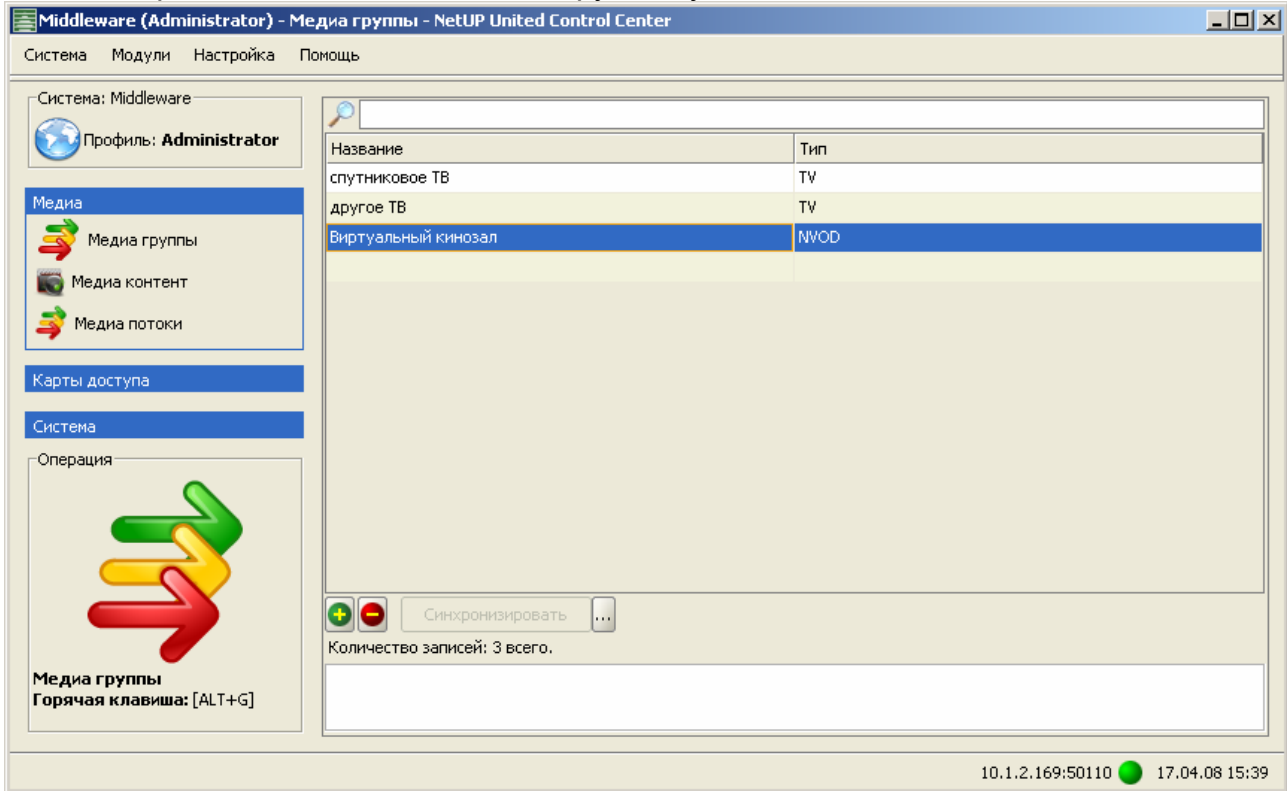 Middleware (Administrator) - Медиа группы - NetUP United Control Center
Система Модули Настройка Помощь
Система: Middleware
Профиль: Administrator
Медиа
Медиа группы
Медиа контент
Медиа потоки
Карты доступа
Система
Операция
Медиа группы
Горячая клавиша: [ALT+G]
Название Тип
спутниковое ТВ TV
другое ТВ TV
Виртуальный кинозал NVOD
Синхронизировать ...
Количество записей: 3 всего.
10.1.2.169:50110 17.04.08 15:39